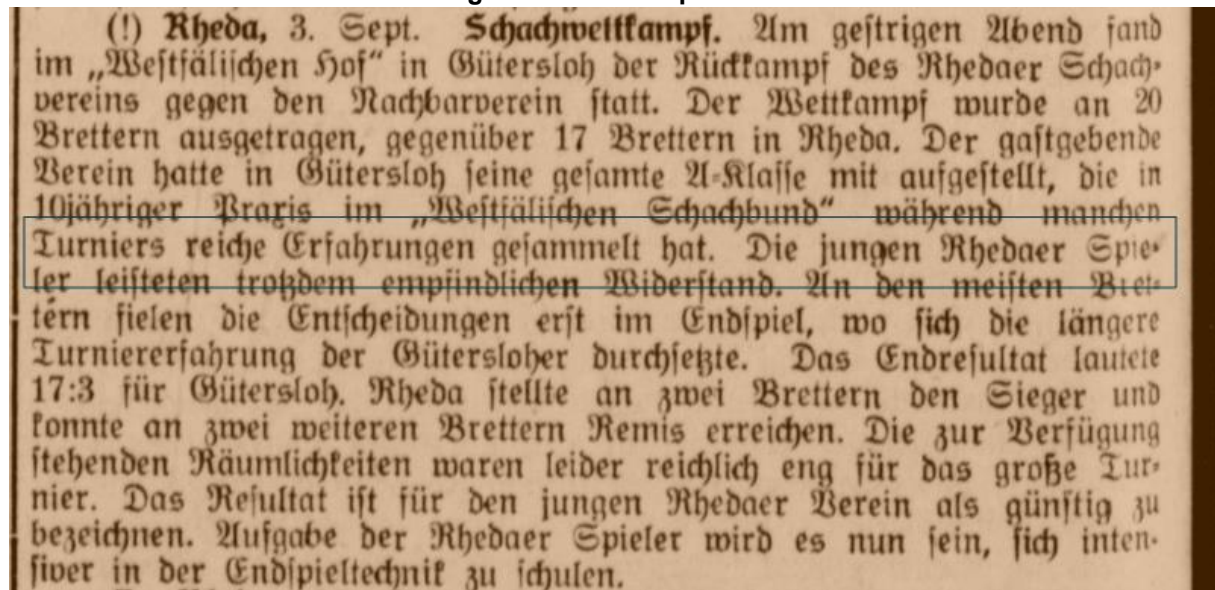 (!) Rheda, 3. Sept. Schachwettkampf. Am gestrigen Abend fand
im „Westfälischen Hof“ in Gütersloh der Rückkampf des Rhedaer Schach-
vereins gegen den Nachbarverein statt. Der Wettkampf wurde an 20
Brettern ausgetragen, gegenüber 17 Brettern in Rheda. Der gastgebende
Verein hatte in Gütersloh seine gesamte A-Klasse mit aufgestellt, die in
10jähriger Praxis im „Westfälischen Schachbund“ während manchen
Turniers reiche Erfahrungen gesammelt hat. Die jungen Rhedaer Spie-
ler leisteten trotzdem empfindlichen Widerstand. An den meisten Bret-
tern fielen die Entscheidungen erst im Endspiel, wo sich die längere
Turniererfahrung der Gütersloher durchsetzte. Das Endresultat lautete
17:3 für Gütersloh. Rheda stellte an zwei Brettern den Sieger und
konnte an zwei weiteren Brettern Remis erreichen. Die zur Verfügung
stehenden Räumlichkeiten waren leider reichlich eng für das große Tur-
nier. Das Resultat ist für den jungen Rhedaer Verein als günstig zu
bezeichnen. Aufgabe der Rhedaer Spieler wird es nun sein, sich inten-
siver in der Endspieltechnik zu schulen.